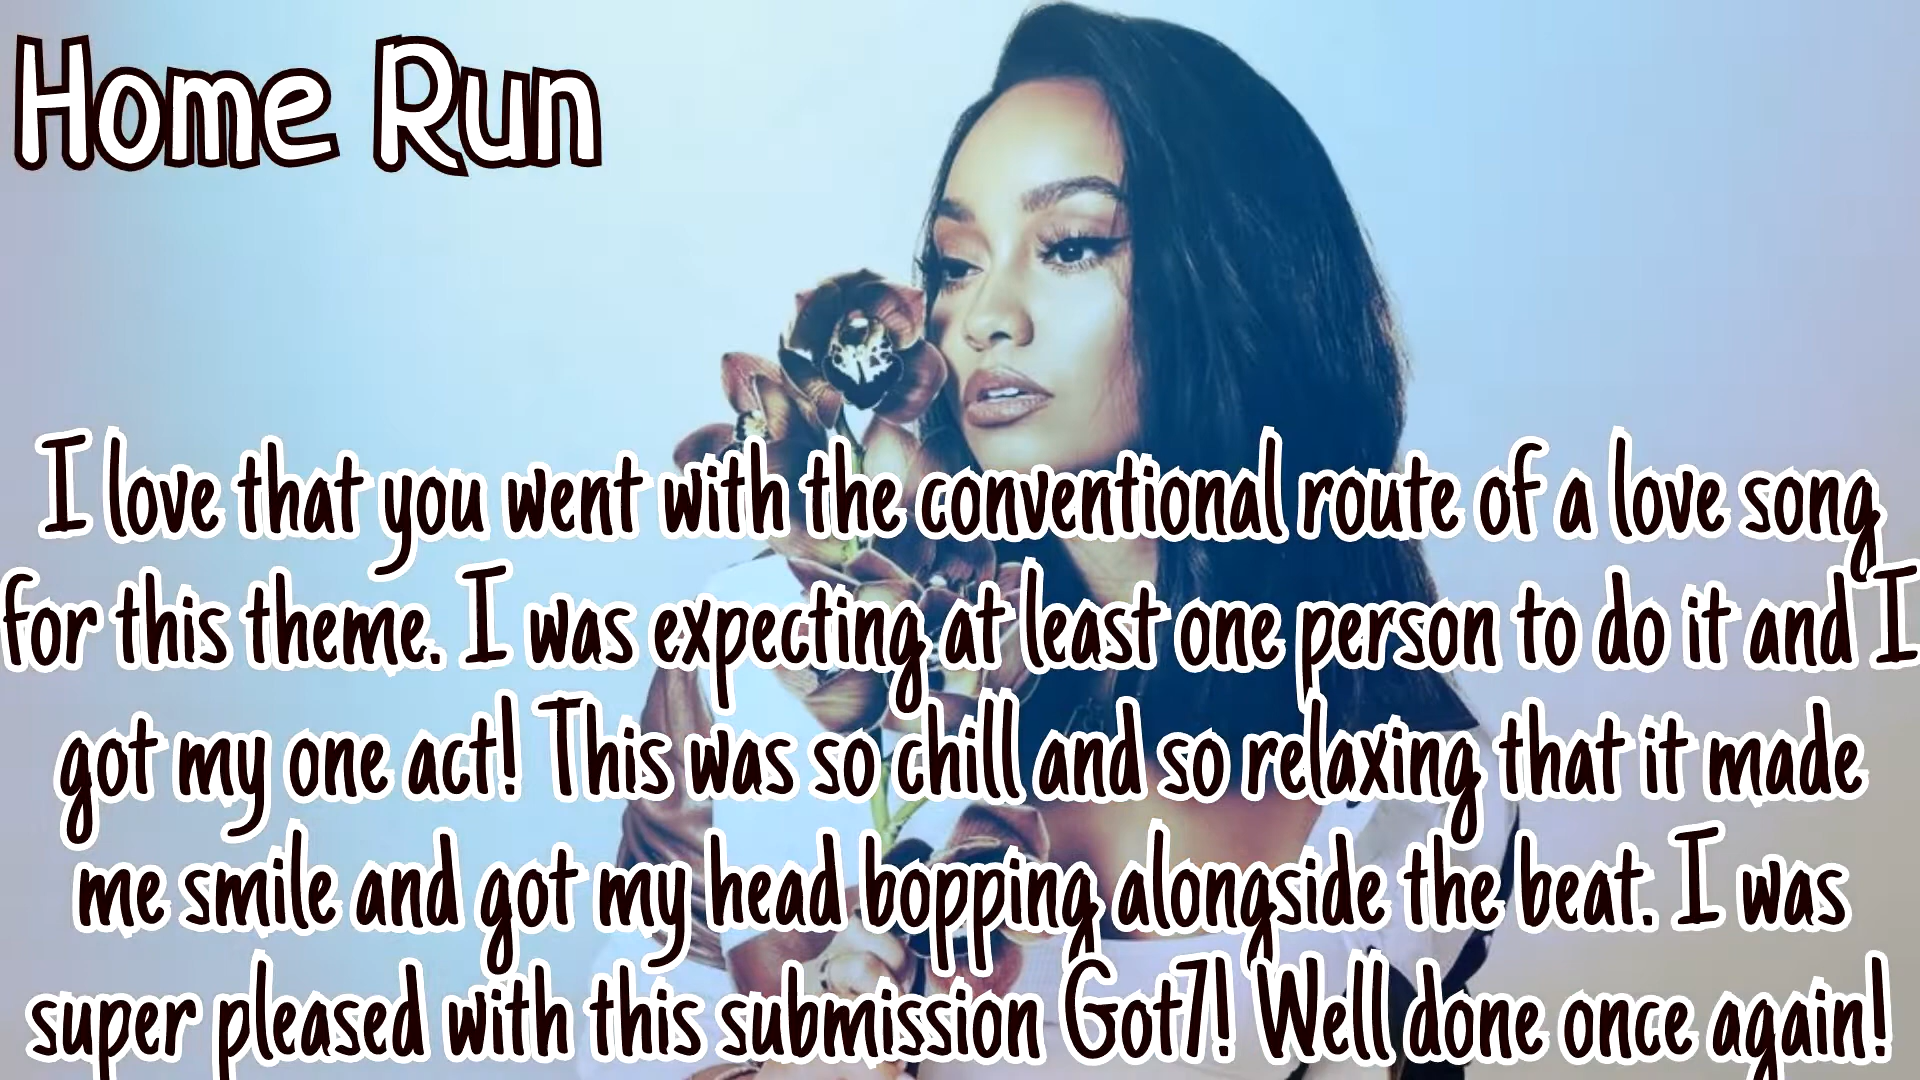 Home Run
I love that you went with the conventional route of a love song
for this theme. I was expecting at least one person to do it and I
got my one act! This was so chill and so relaxing that it made
me smile and got my head bopping alongside the beat. I was
super pleased with this submission Got7! Well done once again!